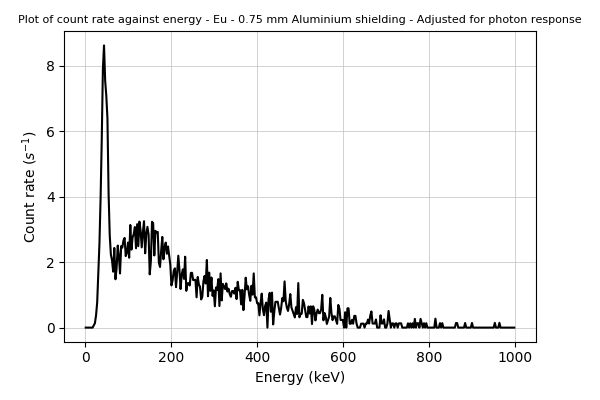 Plot of count rate against energy - Eu - 0.75 mm Aluminium shielding - Adjusted for photon response
8
6
4
2
0
Count rate (s⁻¹)
0 200 400 600 800 1000
Energy (keV)